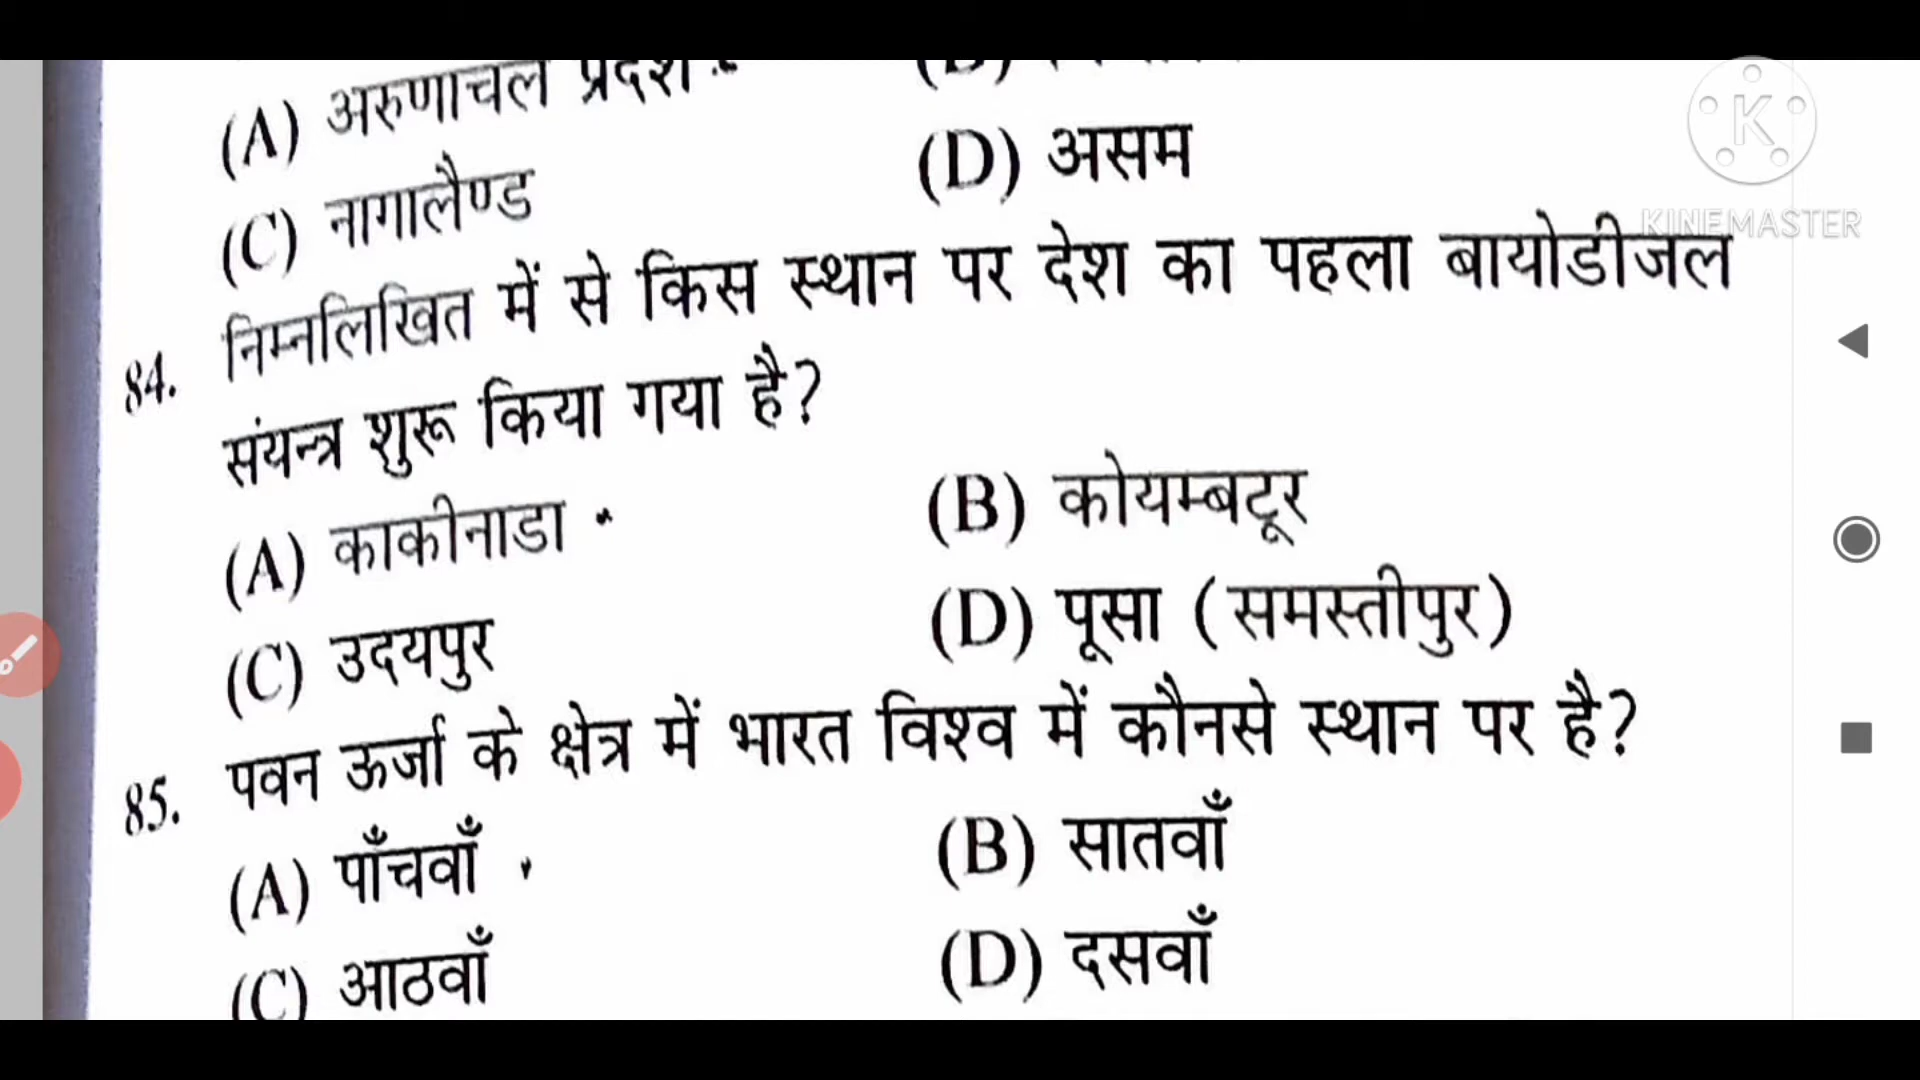 (A) अरुणाचल प्रदेश
(C) नागालैण्ड (D) असम
KINEMASTER
84. निम्नलिखित में से किस स्थान पर देश का पहला बायोडीजल
संयन्त्र शुरू किया गया है?
(A) काकीनाडा (B) कोयम्बटूर
(C) उदयपुर (D) पूसा (समस्तीपुर)
85. पवन ऊर्जा के क्षेत्र में भारत विश्व में कौनसे स्थान पर है?
(A) पाँचवाँ (B) सातवाँ
(C) आठवाँ (D) दसवाँ